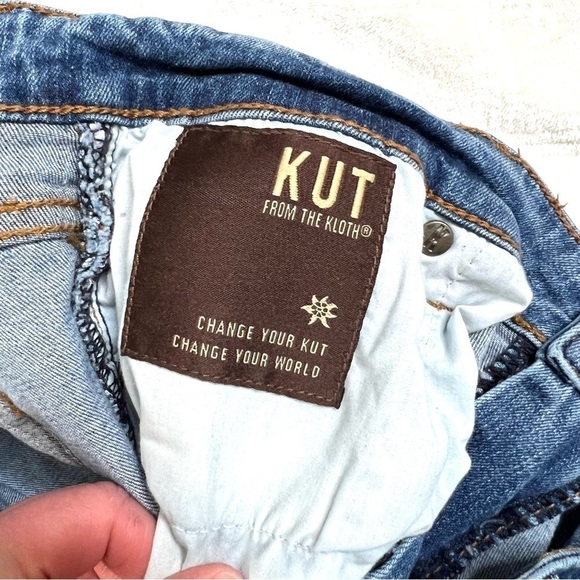 KUT
FROM THE KLOTH®
CHANGE YOUR KUT
CHANGE YOUR WORLD